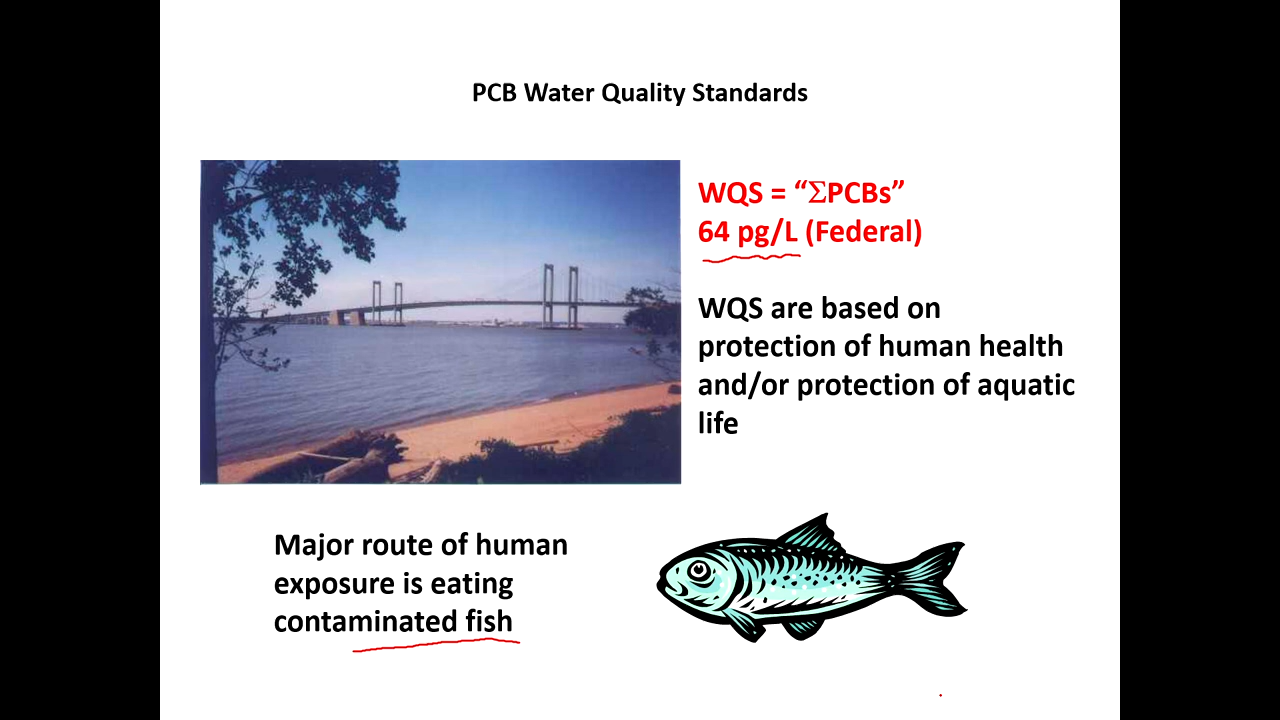 PCB Water Quality Standards
WQS = “ΣPCBs”
64 pg/L (Federal)
WQS are based on
protection of human health
and/or protection of aquatic
life
Major route of human
exposure is eating
contaminated fish